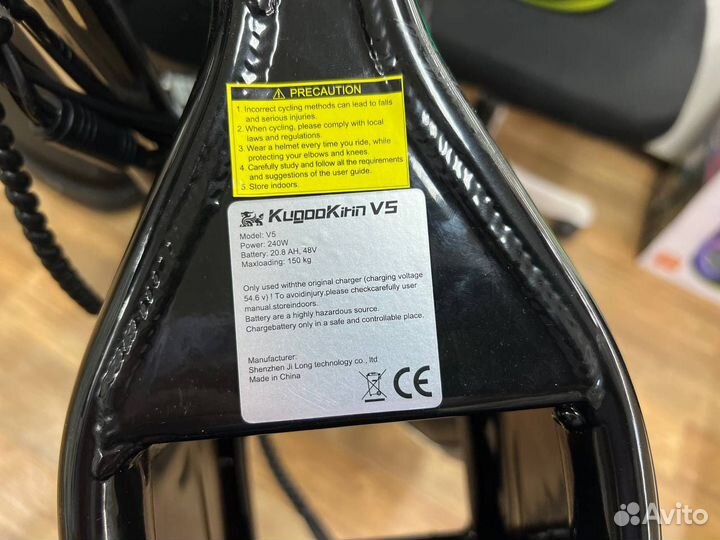 PRECAUTION
1. Incorrect cycling methods can lead to falls
and serious injuries.
2. When cycling, please comply with local
laws and regulations.
3. Wear a helmet every time you ride, while
protecting your elbows and knees.
4. Carefully study and follow all the requirements
and suggestions of the user guide.
5. Store indoors.
KugooKirin V5
Model: V5
Power: 240W
Battery; 20.8 AH, 48V
Maxloading: 150 kg
Only used withthe original charger (charging voltage
54.6 v) ! To avoidinjury,please checkcarefully user
manual.storeindoors.
Battery are a highly hazardous source.
Chargebattery only in a safe and controllable place.
Manufacturer:
Shenzhen Ji Long technology co., ltd
Made in China
CE
Avito